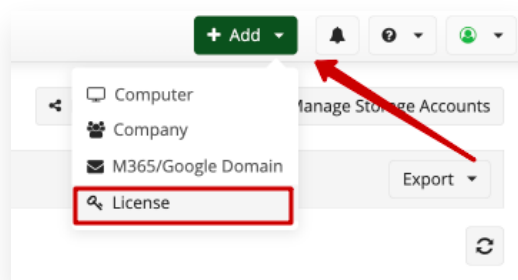 + Add
Computer
Company
M365/Google Domain
License
Manage Storage Accounts
Export